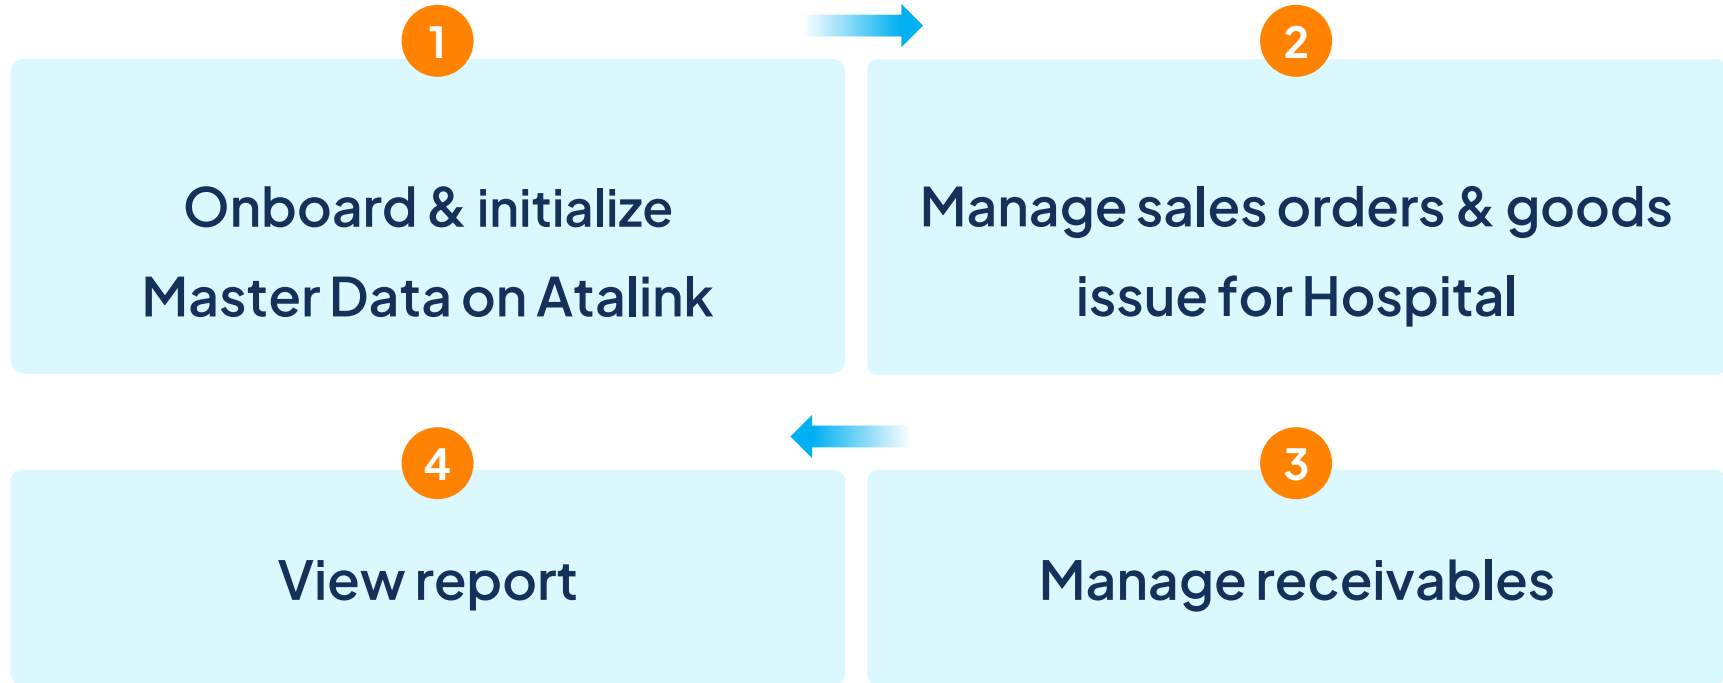 1
Onboard & initialize
Master Data on Atalink
2
Manage sales orders & goods
issue for Hospital
3
Manage receivables
4
View report